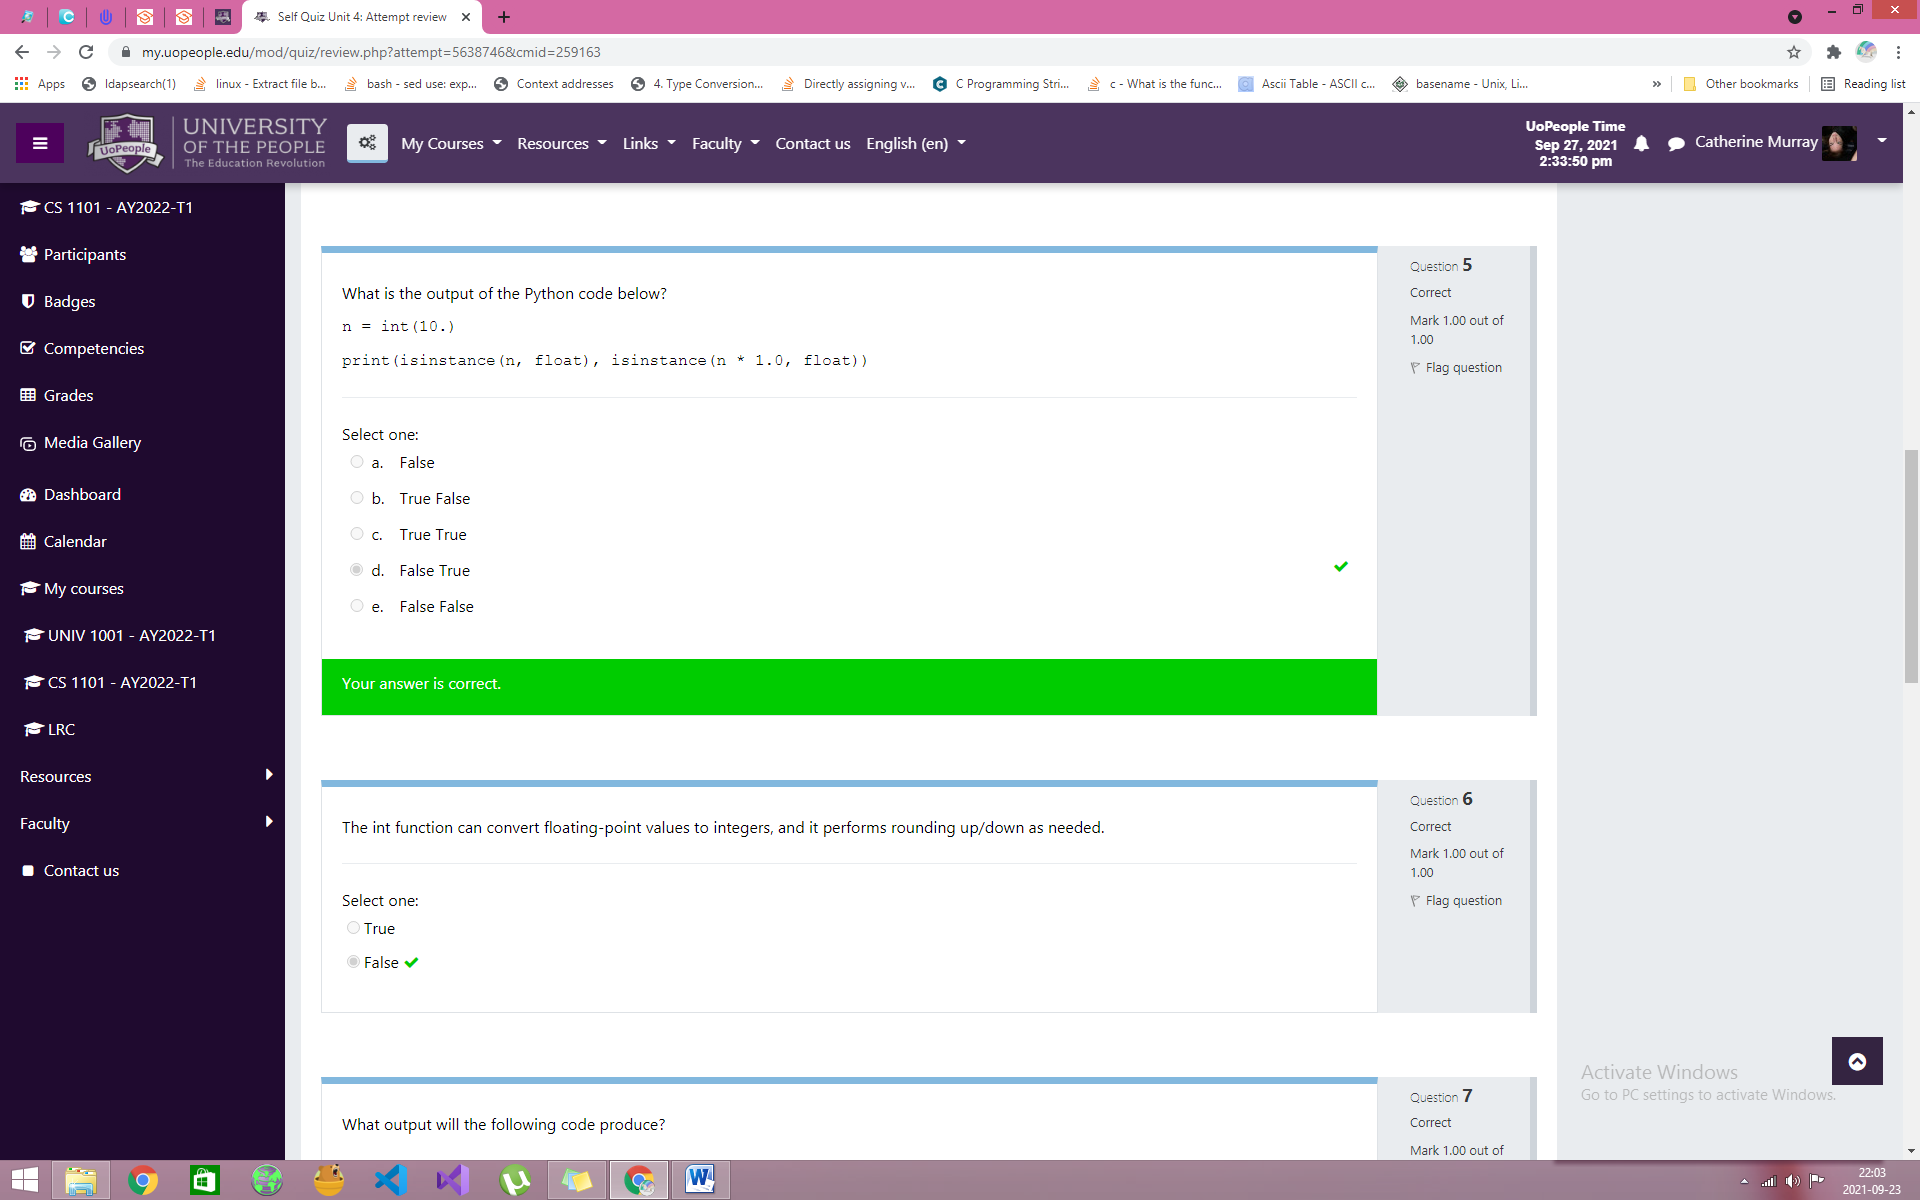 Self Quiz Unit 4: Attempt review
my.uopeople.edu/mod/quiz/review.php?attempt=5638746&cmid=259163
Apps ldapsearch(1) linux - Extract file b... bash - sed use: exp... Context addresses 4. Type Conversion... Directly assigning v... C Programming Stri... c - What is the func... Ascii Table - ASCII c... basename - Unix, Li... » Other bookmarks Reading list
UoPeople
UNIVERSITY
OF THE PEOPLE
The Education Revolution
My Courses Resources Links Faculty Contact us English (en)
UoPeople Time
Sep 27, 2021
2:33:50 pm
Catherine Murray
CS 1101 - AY2022-T1
Participants
Badges
Competencies
Grades
Media Gallery
Dashboard
Calendar
My courses
UNIV 1001 - AY2022-T1
CS 1101 - AY2022-T1
LRC
Resources
Faculty
Contact us
What is the output of the Python code below?
n = int(10.)
print(isinstance(n, float), isinstance(n * 1.0, float))
Select one:
a. False
b. True False
c. True True
d. False True
e. False False
Your answer is correct.
Question 5
Correct
Mark 1.00 out of
1.00
Flag question
The int function can convert floating-point values to integers, and it performs rounding up/down as needed.
Select one:
True
False
Question 6
Correct
Mark 1.00 out of
1.00
Flag question
What output will the following code produce?
Question 7
Correct
Mark 1.00 out of
Activate Windows
Go to PC settings to activate Windows.
22:03
2021-09-23